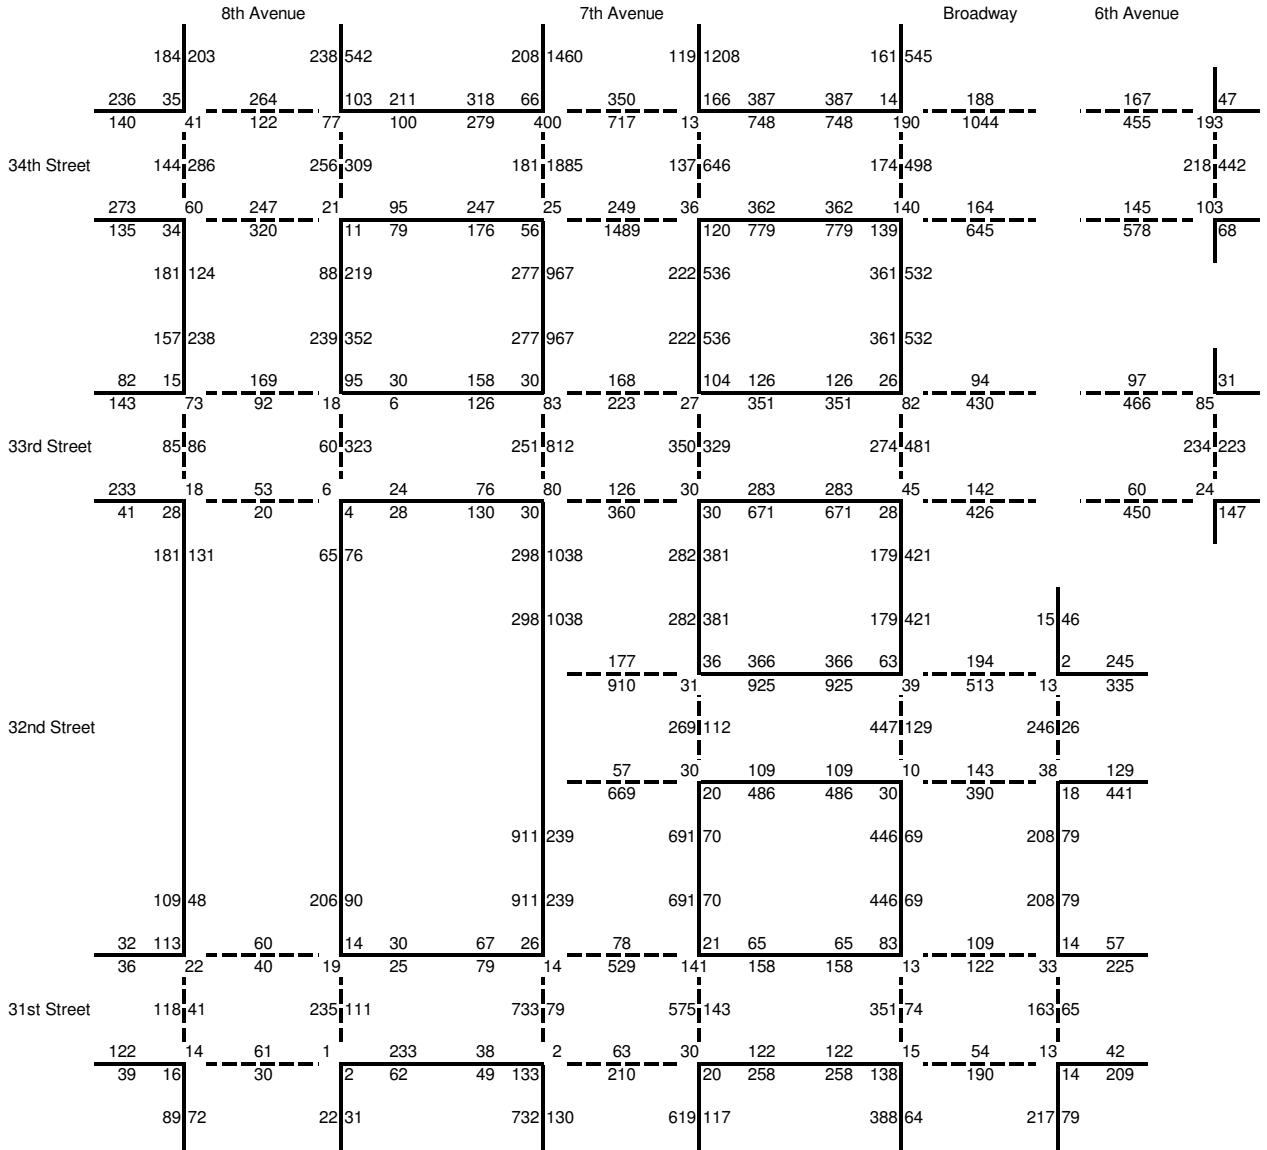 8th Avenue 7th Avenue Broadway 6th Avenue
184 203 238 542 208 1460 119 1208 161 545
236 35 264 103 211 318 66 350 166 387 387 14 188 167 47
140 41 122 77 100 279 400 717 13 748 748 190 1044 455 193
34th Street 144 286 256 309 181 1885 137 646 174 498 218 442
273 60 247 21 95 247 25 249 36 362 362 140 164 145 103
135 34 320 11 79 176 56 1489 120 779 779 139 645 578 68
181 124 88 219 277 967 222 536 361 532
157 238 239 352 277 967 222 536 361 532
82 15 169 95 30 158 30 168 104 126 126 26 94 97 31
143 73 92 18 6 126 83 223 27 351 351 82 430 466 85
33rd Street 85 86 60 323 251 812 350 329 274 481 234 223
233 18 53 6 24 76 80 126 30 283 283 45 142 60 24
41 28 20 4 28 130 30 360 30 671 671 28 426 450 147
181 131 65 76 298 1038 282 381 179 421
298 1038 282 381 179 421 15 46
177 36 366 366 63 194 2 245
910 31 925 925 39 513 13 335
32nd Street 269 112 447 129 246 26
57 30 109 109 10 143 38 129
669 20 486 486 30 390 18 441
911 239 691 70 446 69 208 79
109 48 206 90 911 239 691 70 446 69 208 79
32 113 60 14 30 67 26 78 21 65 65 83 109 14 57
36 22 40 19 25 79 14 529 141 158 158 13 122 33 225
31st Street 118 41 235 111 733 79 575 143 351 74 163 65
122 14 61 1 233 38 2 63 30 122 122 15 54 13 42
39 16 30 2 62 49 133 210 20 258 258 138 190 14 209
89 72 22 31 732 130 619 117 388 64 217 79